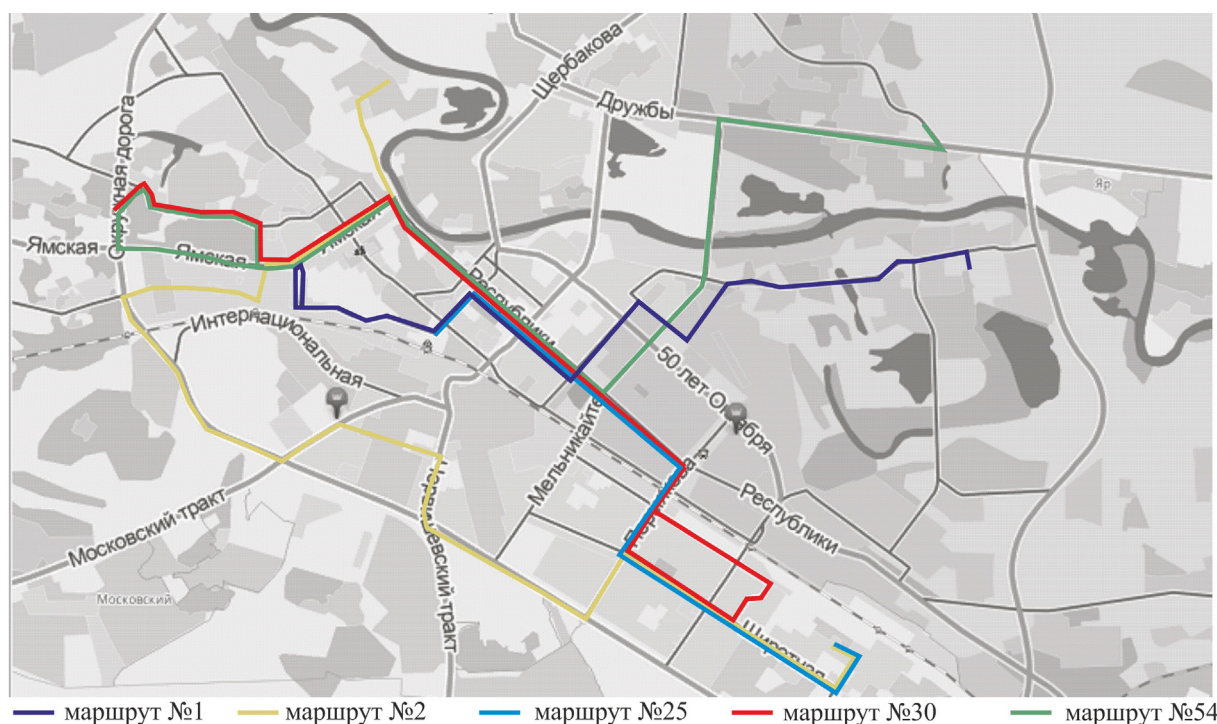 Щербакова
Дружбы
Окружная дорога
Яр
Ямская
Ямская
Ямская
Республики
Интернациональная
50 лет Октября
Мельникайте
Пермякова
Республики
Московский тракт
Червишевский тракт
Московский
Широтная
маршрут №1 маршрут №2 маршрут №25 маршрут №30 маршрут №54